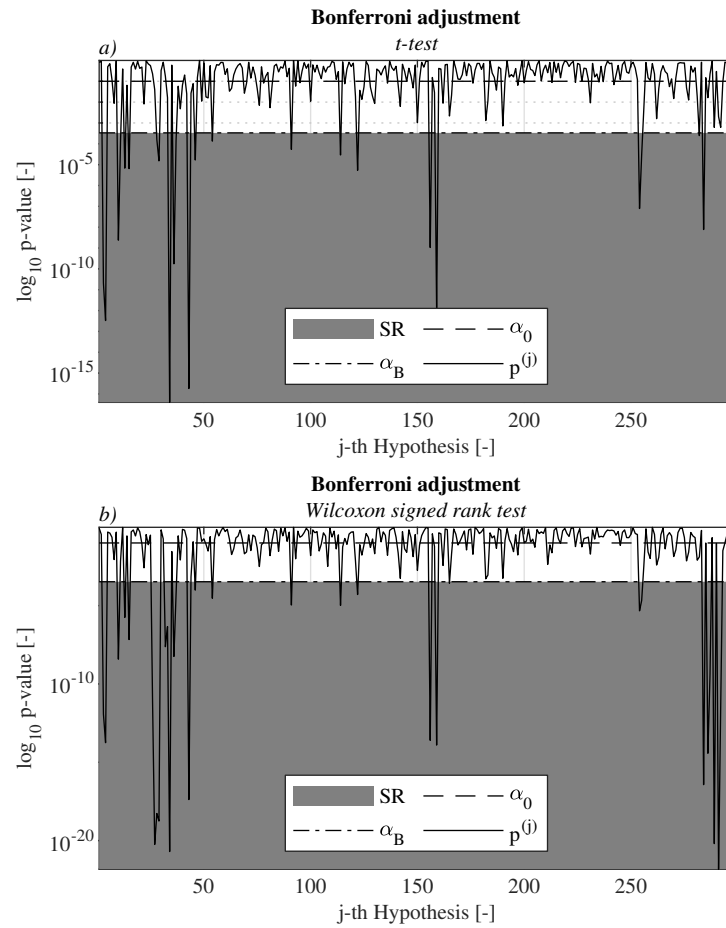 Bonferroni adjustment
a)
t-test
10^-5
10^-10
10^-15
log10 p-value [-]
SR
α0
αB
p^(j)
50 100 150 200 250
j-th Hypothesis [-]
Bonferroni adjustment
b)
Wilcoxon signed rank test
10^-10
10^-20
log10 p-value [-]
SR
α0
αB
p^(j)
50 100 150 200 250
j-th Hypothesis [-]